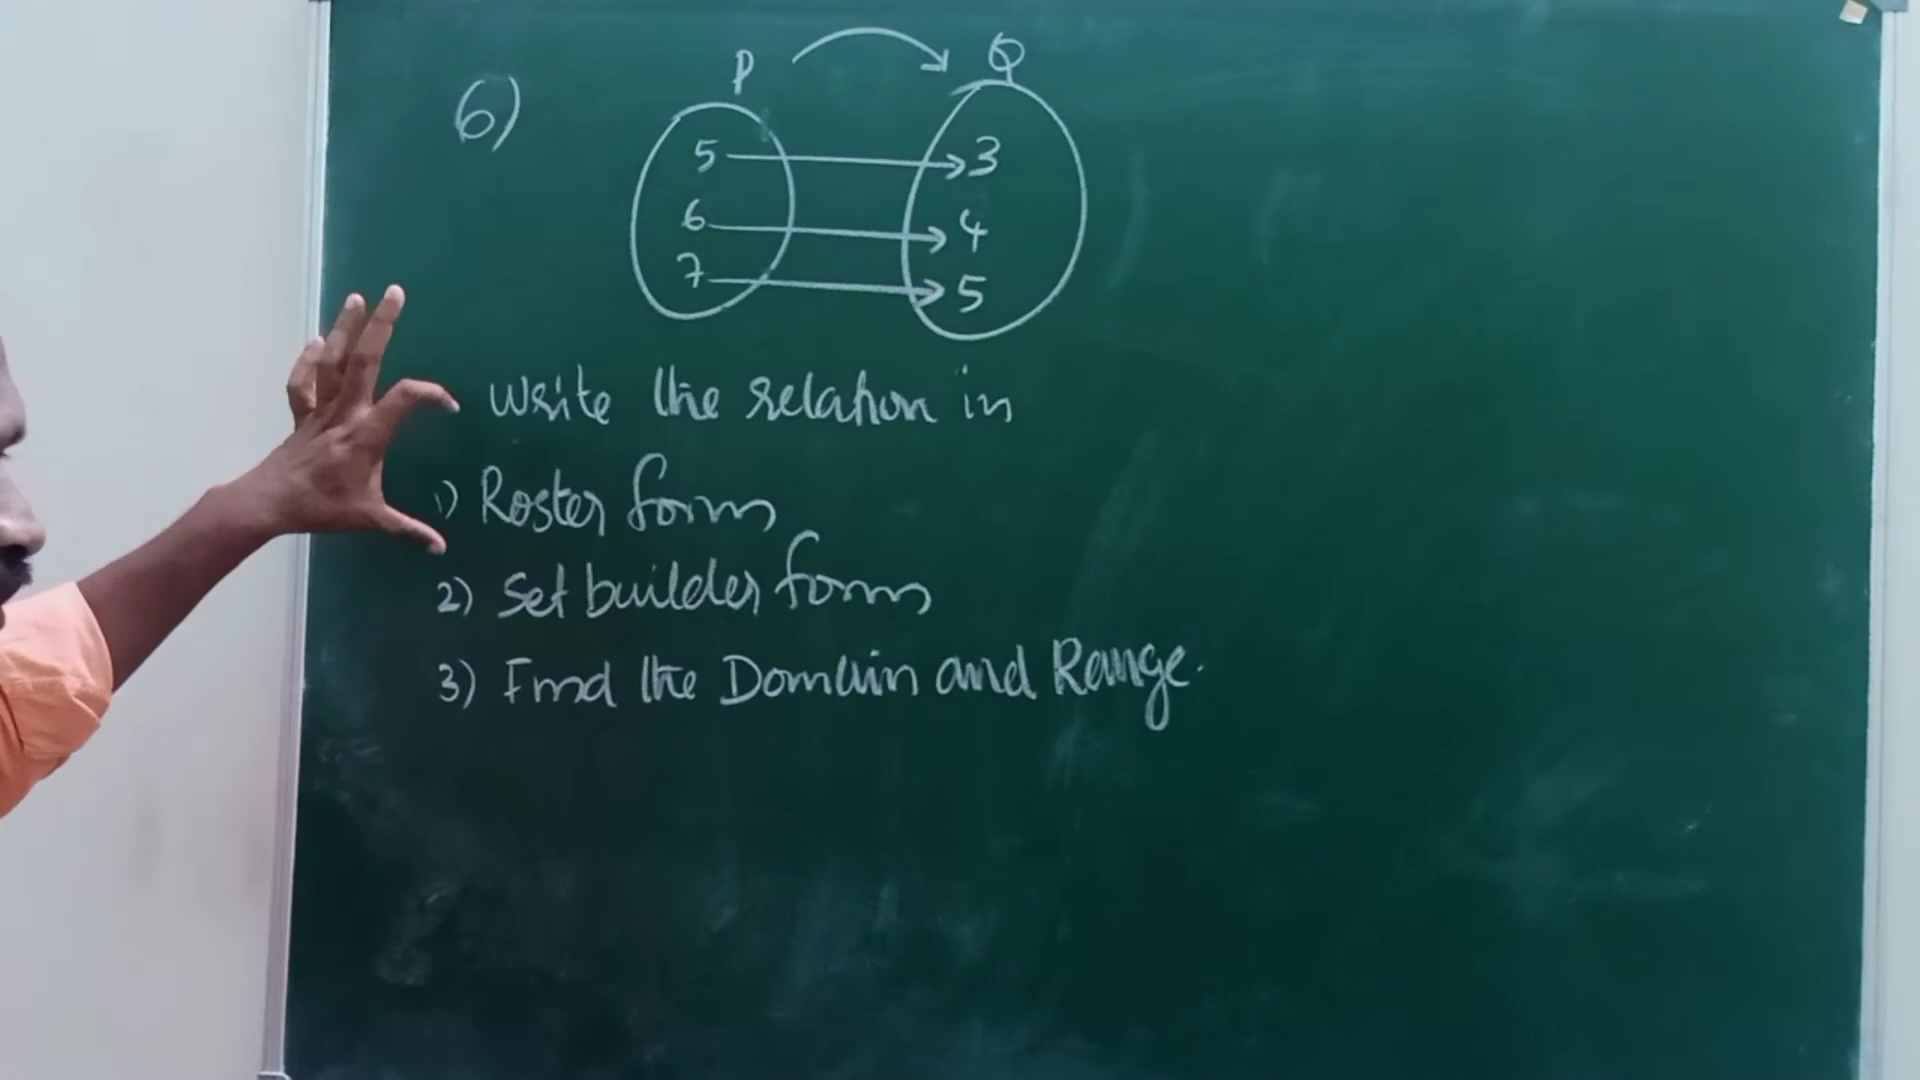 P Q
6)
5 3
6 4
7 5
Write the relation in
1) Roster form
2) Set builder form
3) Find the Domain and Range.